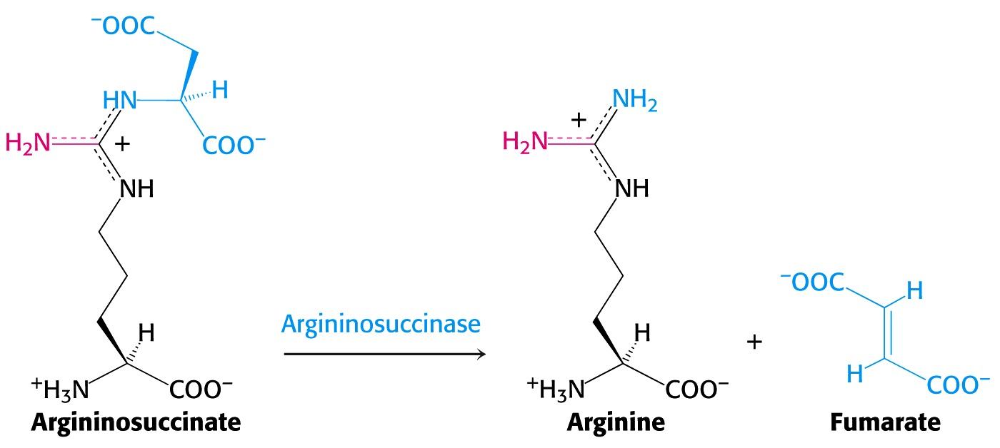 ⁻OOC
HN
H
H₂N
+
COO⁻
NH
H
⁺H₃N
COO⁻
Argininosuccinate
Argininosuccinase
NH₂
+
H₂N
NH
H
⁺H₃N
COO⁻
Arginine
+
⁻OOC
H
H
COO⁻
Fumarate